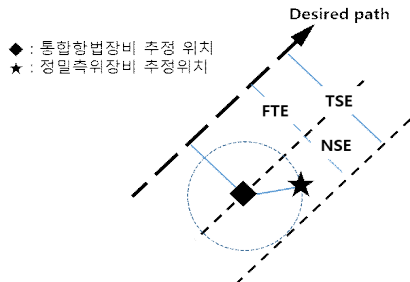 Desired path
◆ : 통합항법장비 추정 위치
★ : 정밀측위장비 추정위치
FTE
TSE
NSE